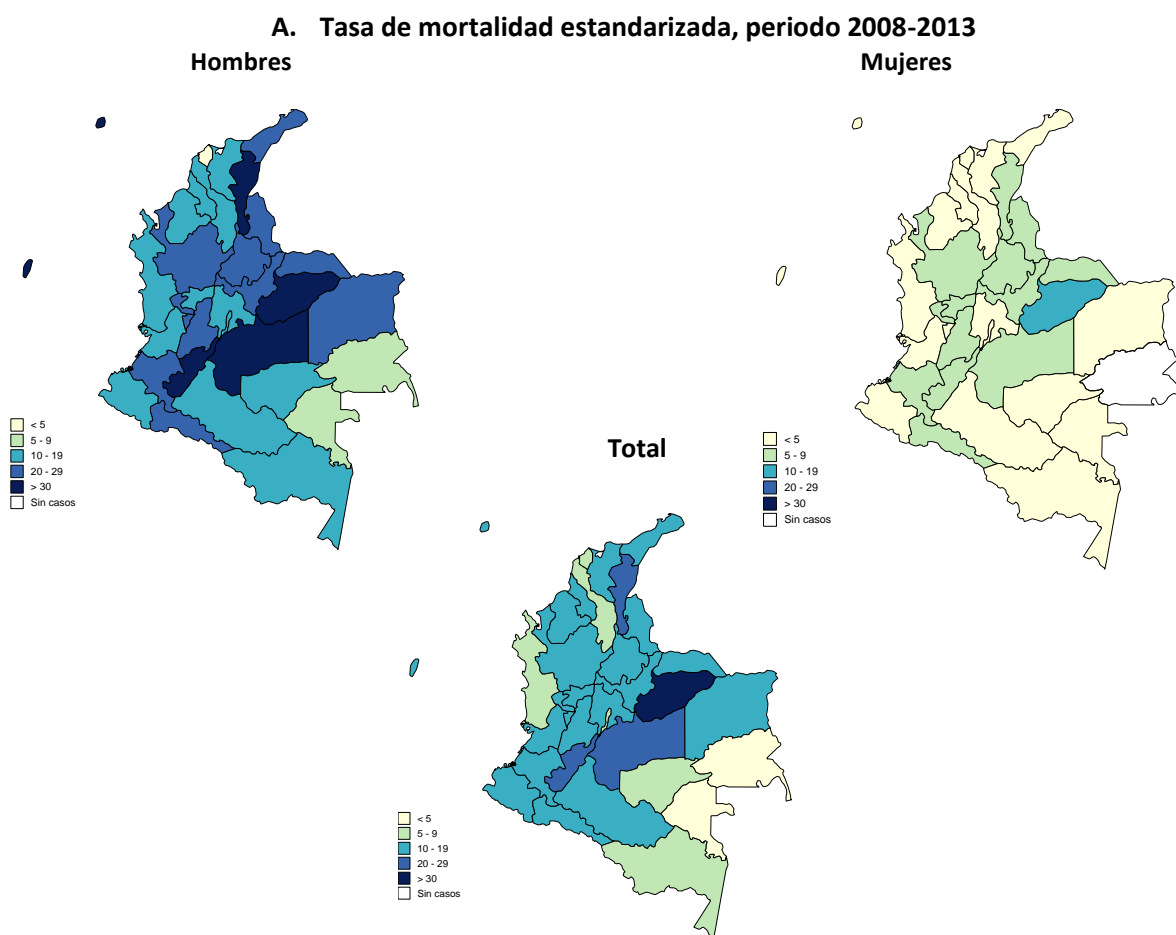 A. Tasa de mortalidad estandarizada, periodo 2008-2013
Hombres
Mujeres
< 5
5 - 9
10 - 19
20 - 29
> 30
Sin casos
< 5
5 - 9
10 - 19
20 - 29
> 30
Sin casos
Total
< 5
5 - 9
10 - 19
20 - 29
> 30
Sin casos